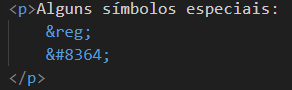 <p>Alguns símbolos especiais:
&reg;
&#8364;
</p>